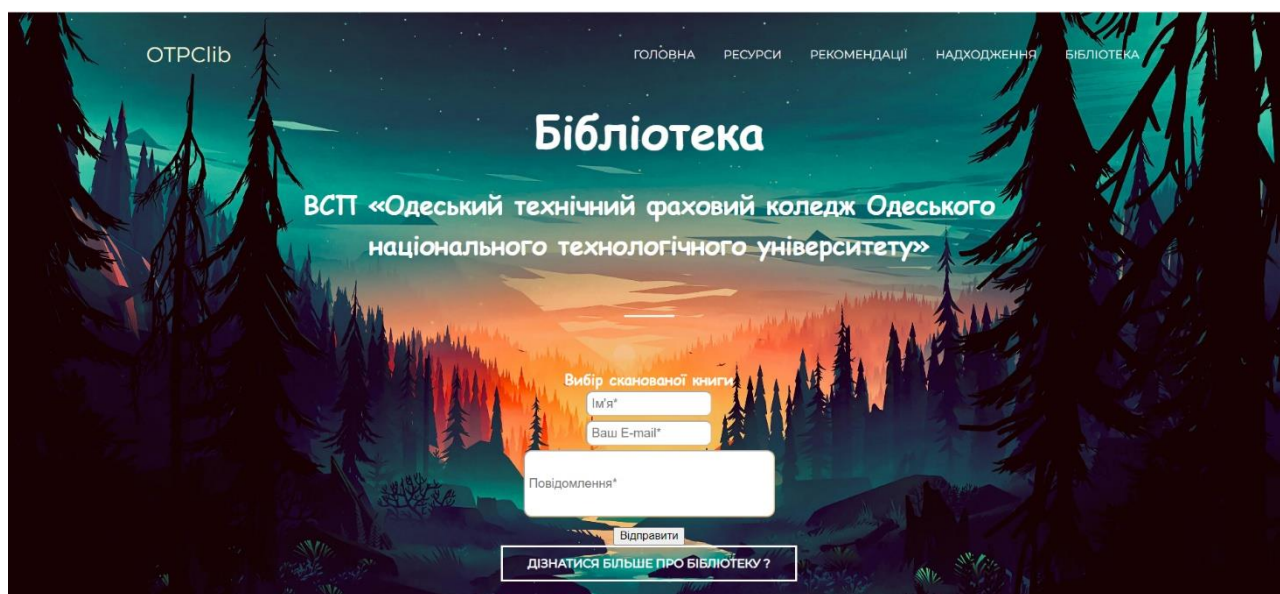 OTPClib
ГОЛОВНА РЕСУРСИ РЕКОМЕНДАЦІЇ НАДХОДЖЕННЯ БІБЛІОТЕКА
Бібліотека
ВСП «Одеський технічний фаховий коледж Одеського
національного технологічного університету»
Вибір сканованої книги
Ім'я*
Ваш E-mail*
Повідомлення*
Відправити
ДІЗНАТИСЯ БІЛЬШЕ ПРО БІБЛІОТЕКУ ?